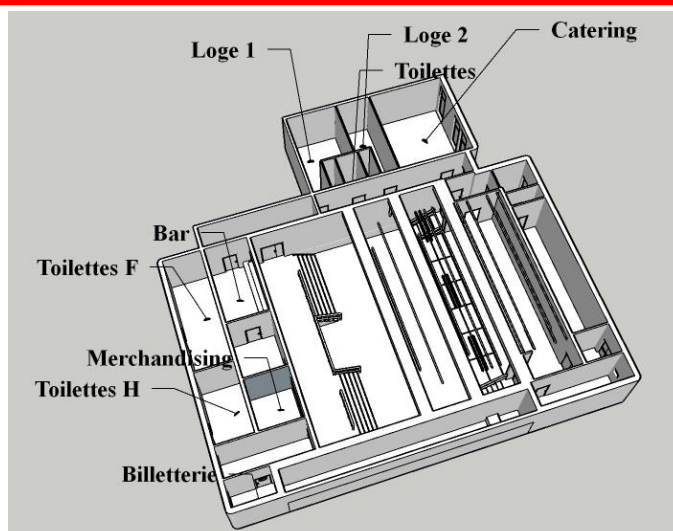 Loge 1
Loge 2
Catering
Toilettes
Bar
Toilettes F
Merchandising
Toilettes H
Billetterie